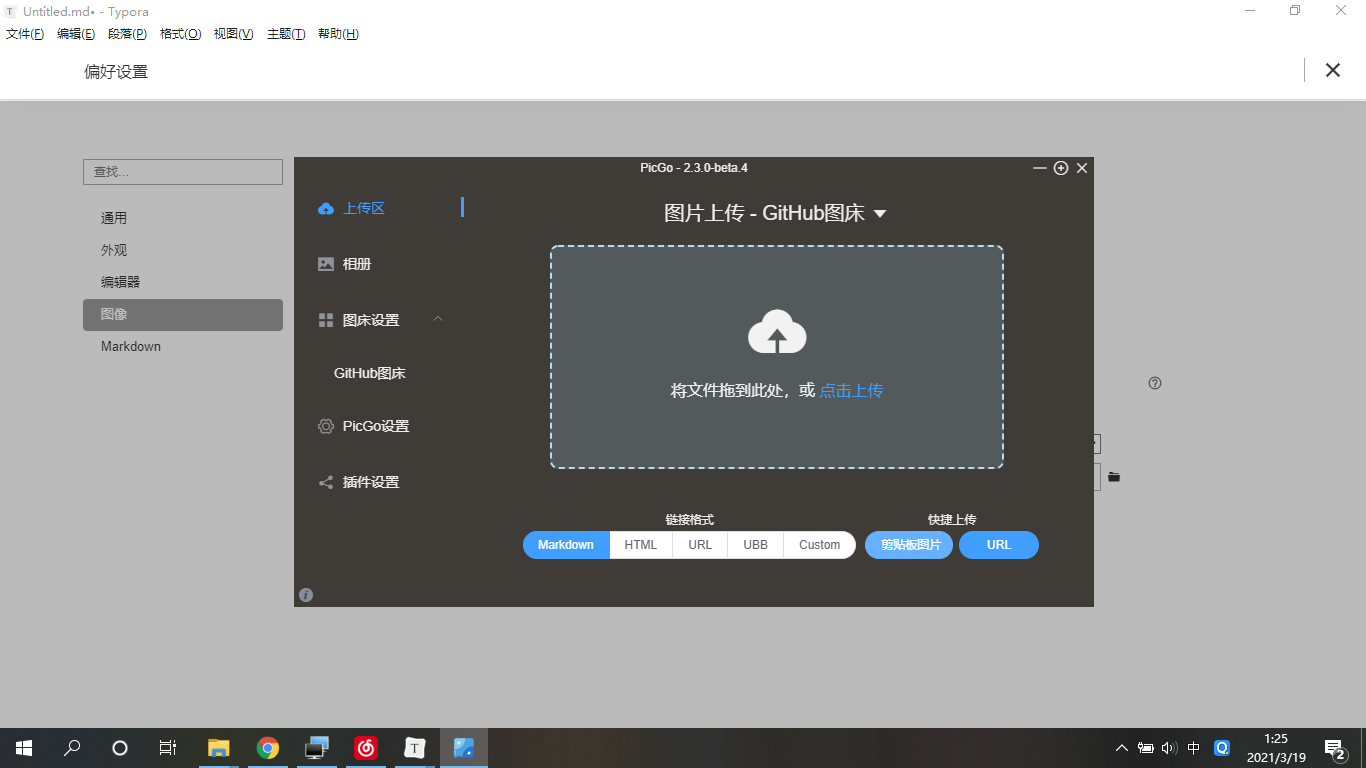 Untitled.md• - Typora
文件(F) 编辑(E) 段落(P) 格式(O) 视图(V) 主题(T) 帮助(H)
偏好设置
查找...
通用
外观
编辑器
图像
Markdown
PicGo - 2.3.0-beta.4
上传区
相册
图床设置
GitHub图床
PicGo设置
插件设置
图片上传 - GitHub图床
将文件拖到此处，或 点击上传
链接格式
快捷上传
Markdown HTML URL UBB Custom
剪贴板图片 URL
中
1:25
2021/3/19
2